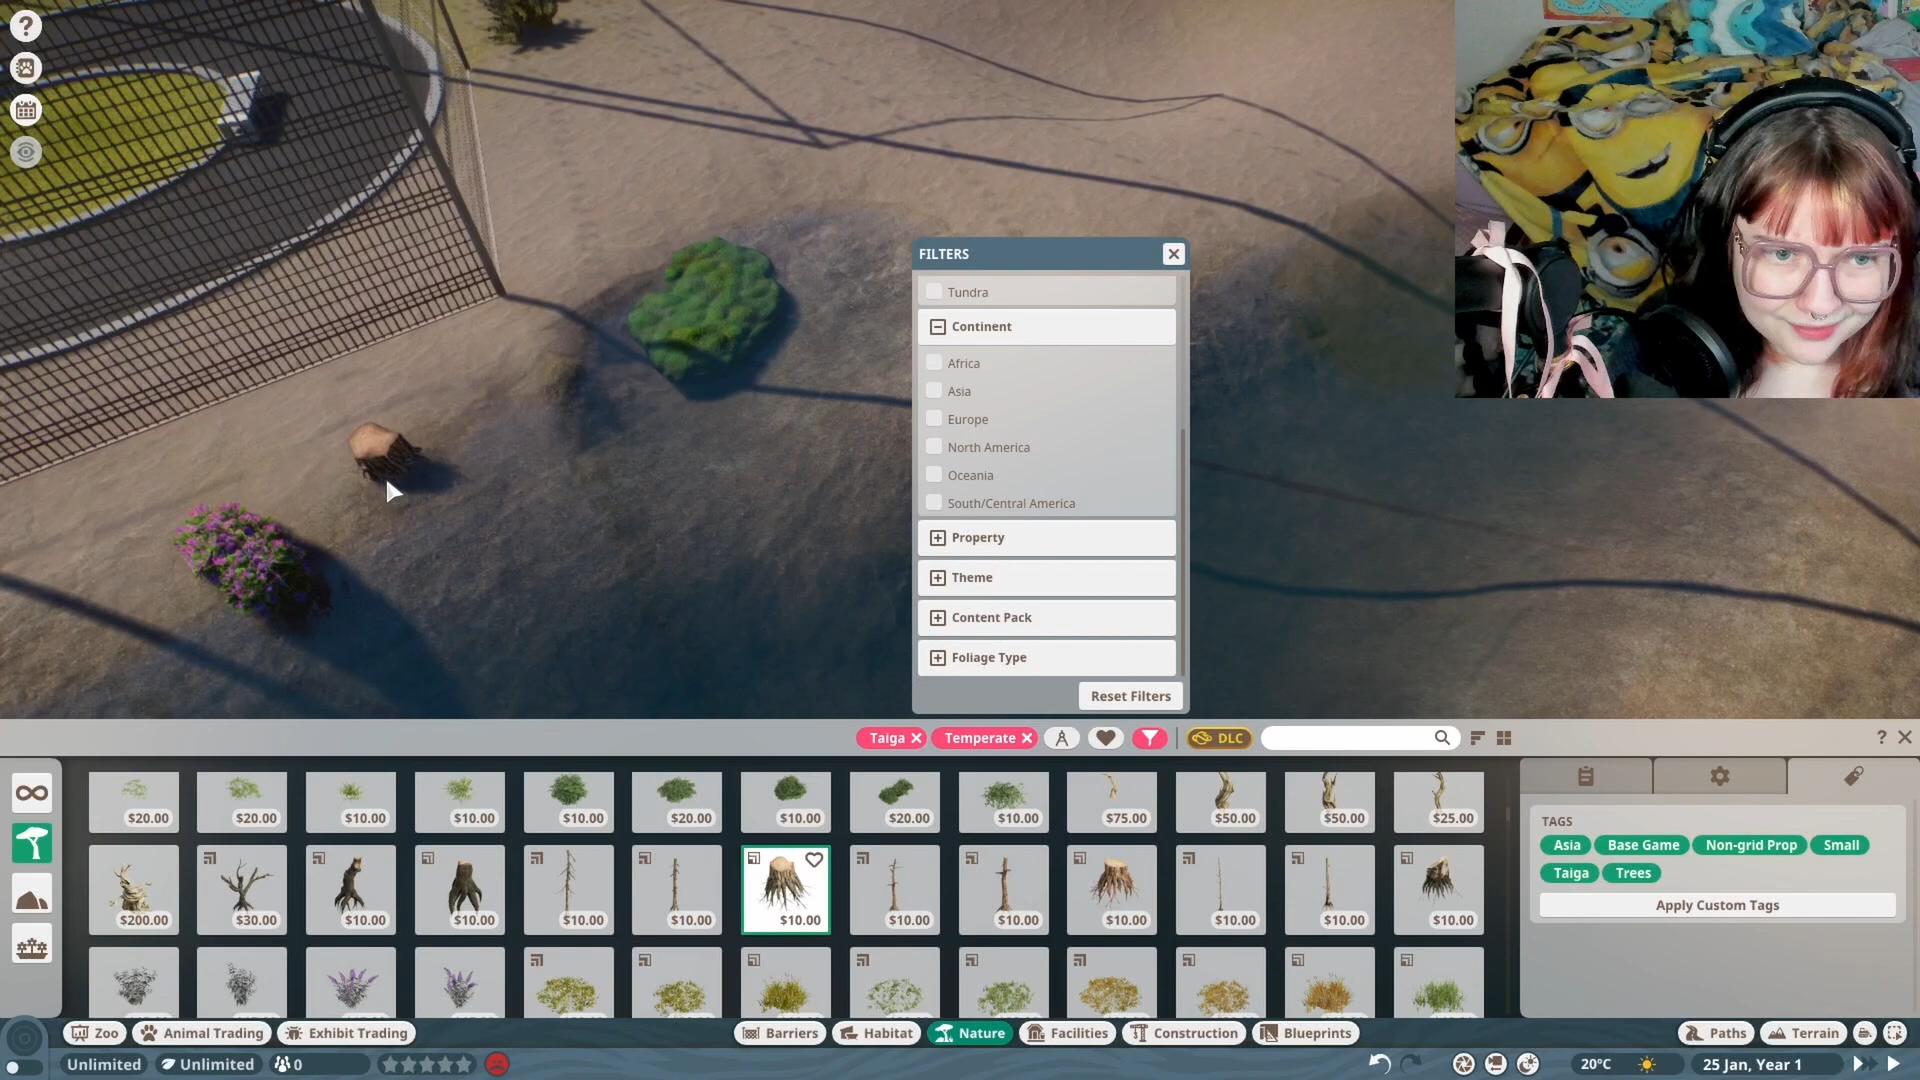 FILTERS
Tundra
Continent
Africa
Asia
Europe
North America
Oceania
South/Central America
Property
Theme
Content Pack
Foliage Type
Reset Filters
Taiga
Temperate
DLC
?
?
$20.00 $20.00 $10.00 $10.00 $10.00 $20.00 $10.00 $20.00 $10.00 $75.00 $50.00 $50.00 $25.00
$200.00 $30.00 $10.00 $10.00 $10.00 $10.00 $10.00 $10.00 $10.00 $10.00 $10.00 $10.00 $10.00
TAGS
Asia Base Game Non-grid Prop Small
Taiga Trees
Apply Custom Tags
Zoo Animal Trading Exhibit Trading Barriers Habitat Nature Facilities Construction Blueprints Paths Terrain
Unlimited Unlimited 0 20°C 25 Jan, Year 1